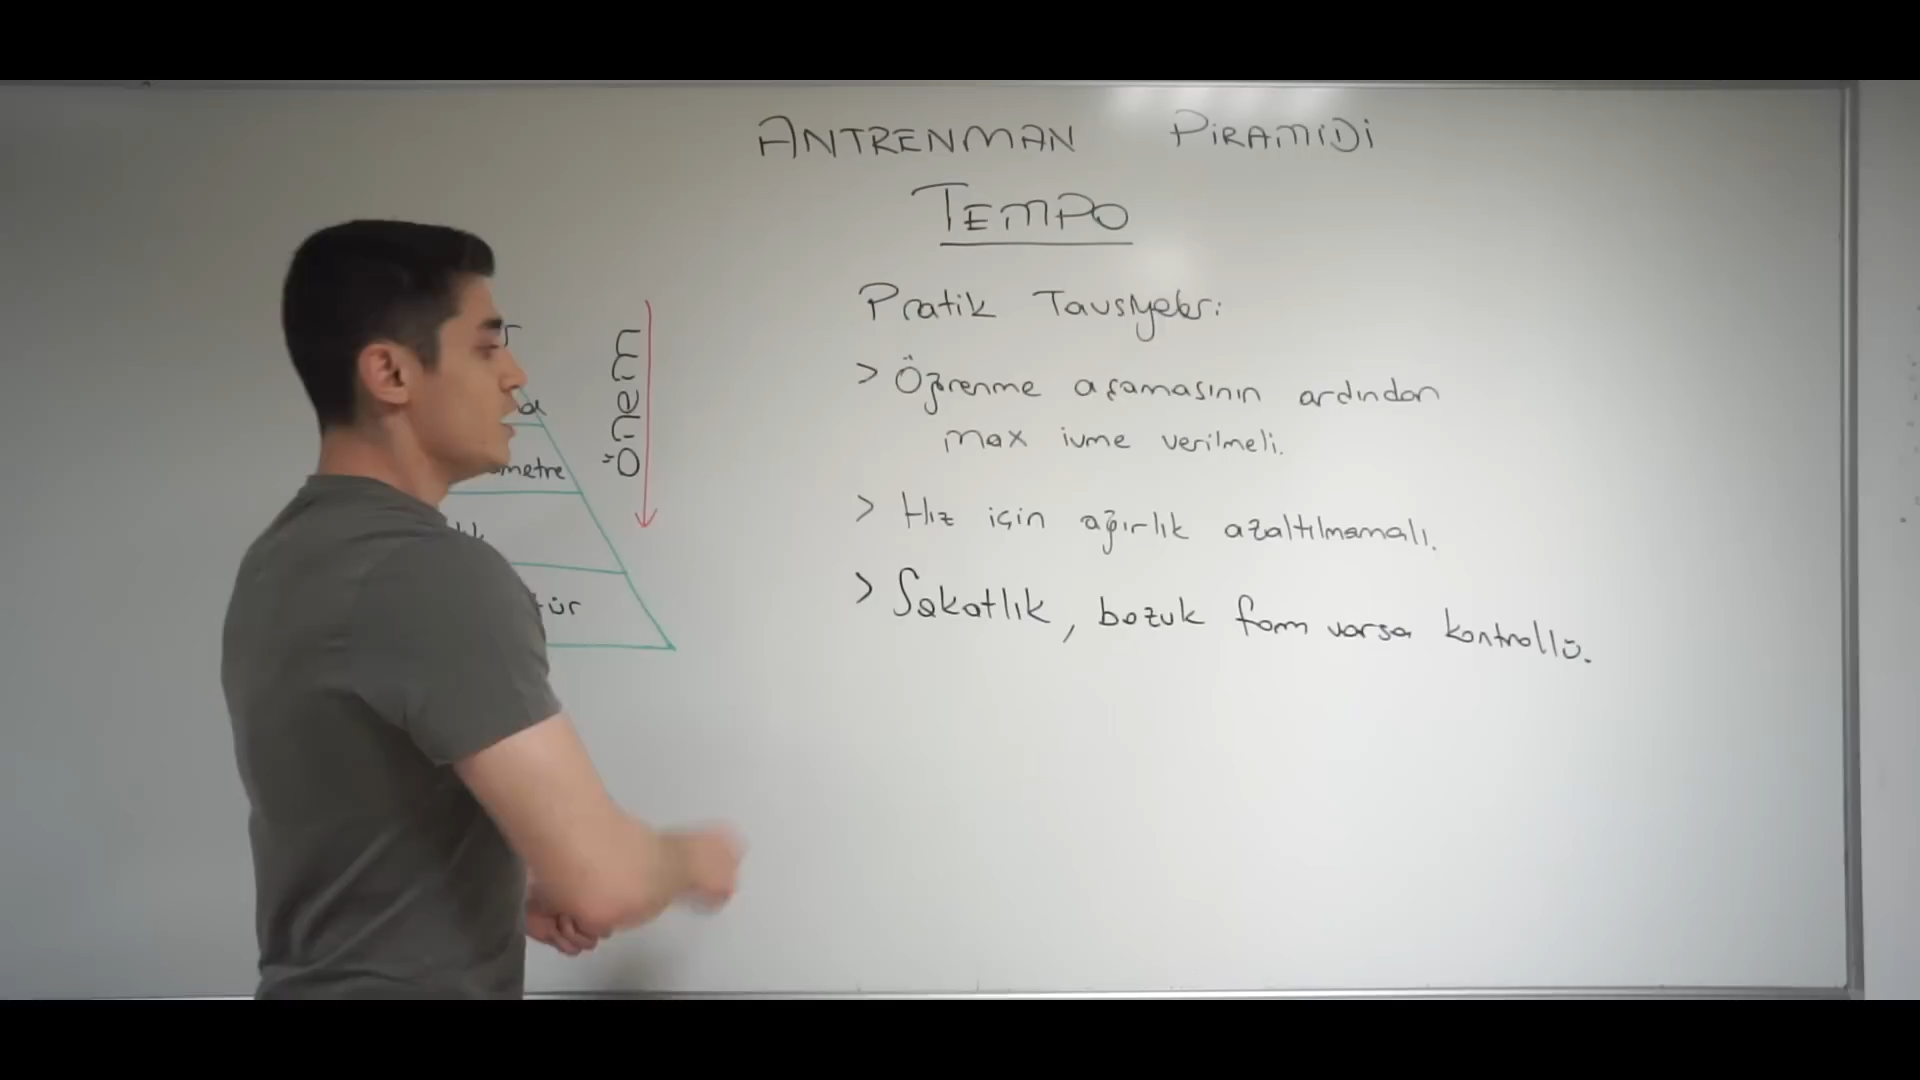 ANTRENMAN PİRAMİDİ
TEMPO
Pratik Tavsiyeler:
> Öğrenme aşamasının ardından
max ivme verilmeli.
> Hız için ağırlık azaltılmamalı.
> Sakatlık, bozuk form varsa kontrollü.
Önem
metre
tür